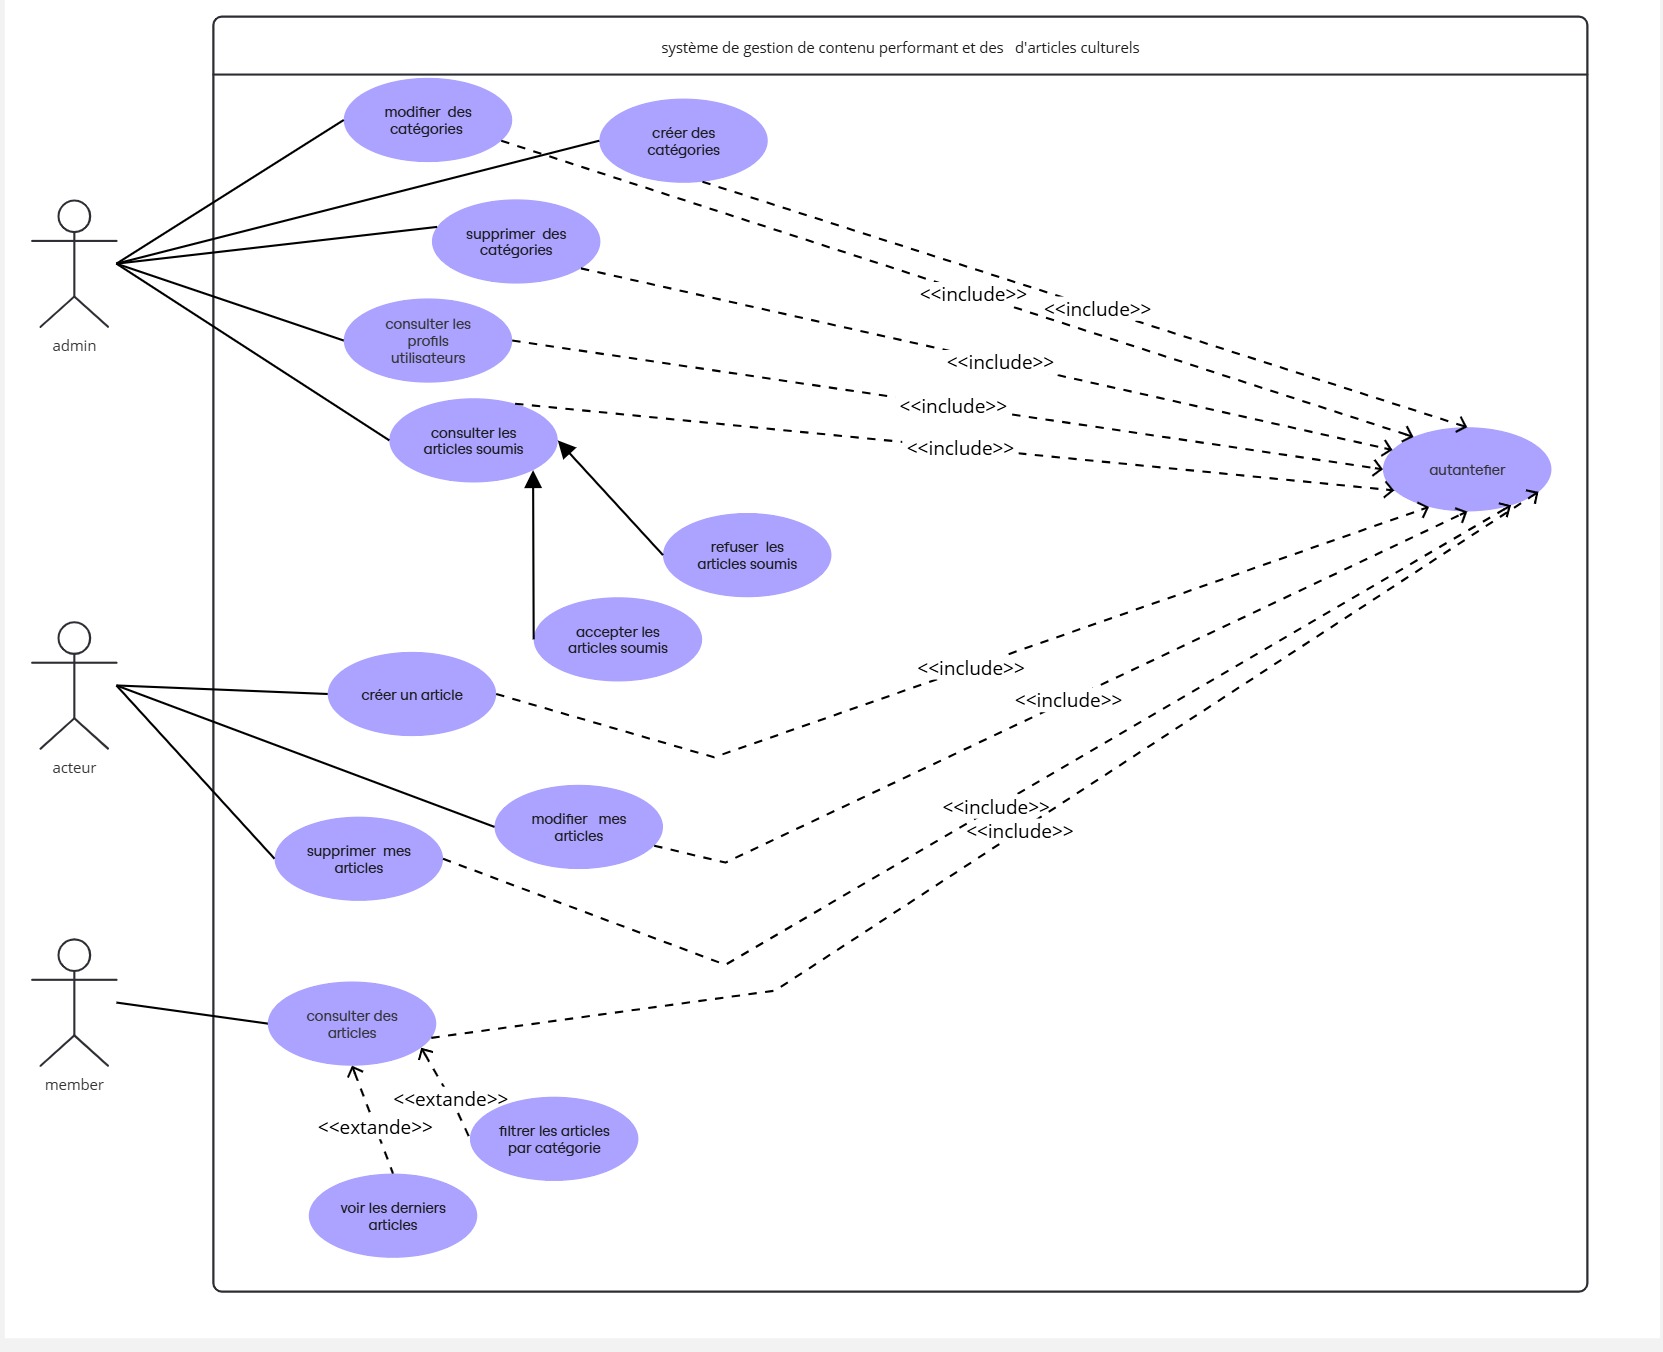 système de gestion de contenu performant et des   d'articles culturels
modifier  des
catégories
créer des
catégories
supprimer  des
catégories
<<include>>
<<include>>
admin
consulter les
profils
utilisateurs
<<include>>
<<include>>
consulter les
articles soumis
<<include>>
autantefier
refuser  les
articles soumis
accepter les
articles soumis
<<include>>
créer un article
<<include>>
acteur
modifier   mes
articles
<<include>>
<<include>>
supprimer  mes
articles
consulter des
articles
member
<<extande>>
<<extande>>
filtrer les articles
par catégorie
voir les derniers
articles